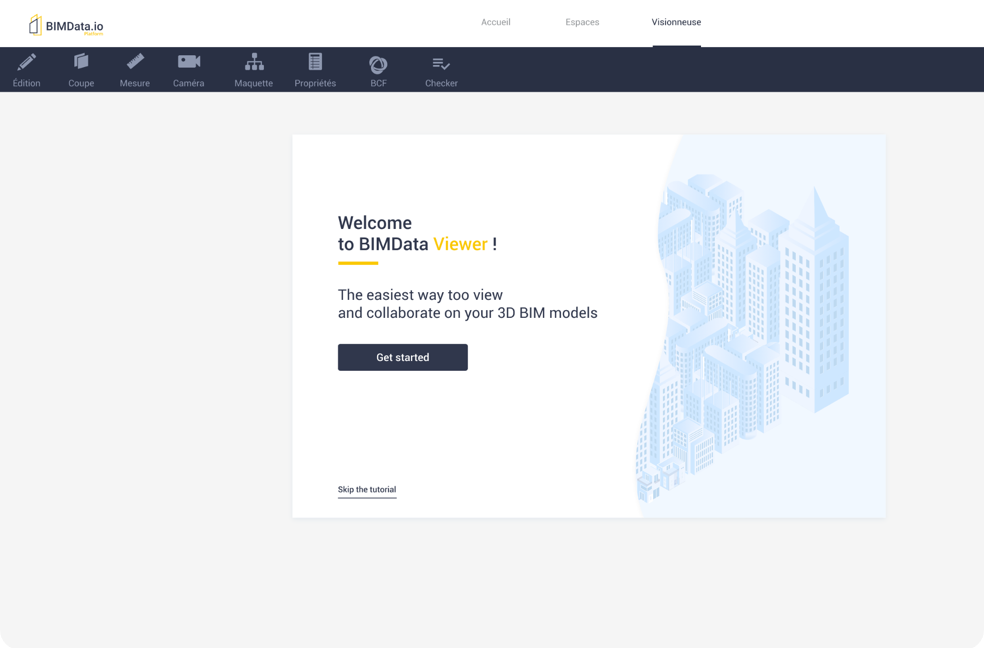 BIMData.io
Platform
Accueil
Espaces
Visionneuse
Édition
Coupe
Mesure
Caméra
Maquette
Propriétés
BCF
Checker
Welcome
to BIMData Viewer !
The easiest way too view
and collaborate on your 3D BIM models
Get started
Skip the tutorial